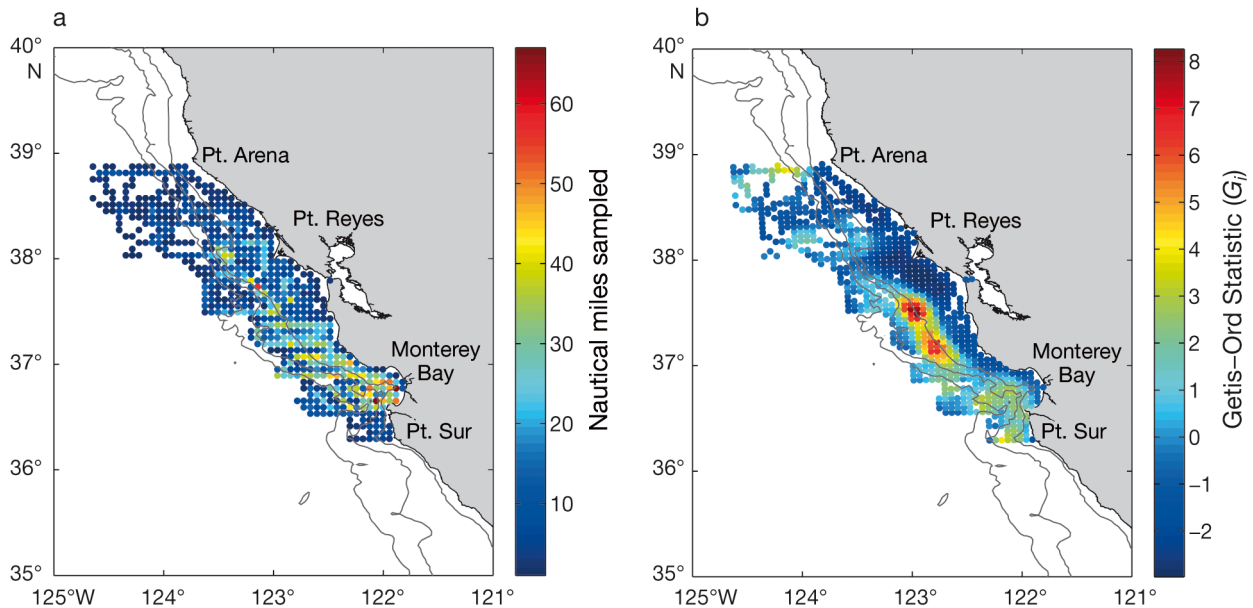 a
40°
N
39°
38°
37°
36°
35°
125°W
124°
123°
122°
121°
Pt. Arena
Pt. Reyes
Monterey
Bay
Pt. Sur
60
50
40
30
20
10
Nautical miles sampled
b
40°
N
39°
38°
37°
36°
35°
125°W
124°
123°
122°
121°
Pt. Arena
Pt. Reyes
Monterey
Bay
Pt. Sur
8
7
6
5
4
3
2
1
0
−1
−2
Getis−Ord Statistic (Gi)